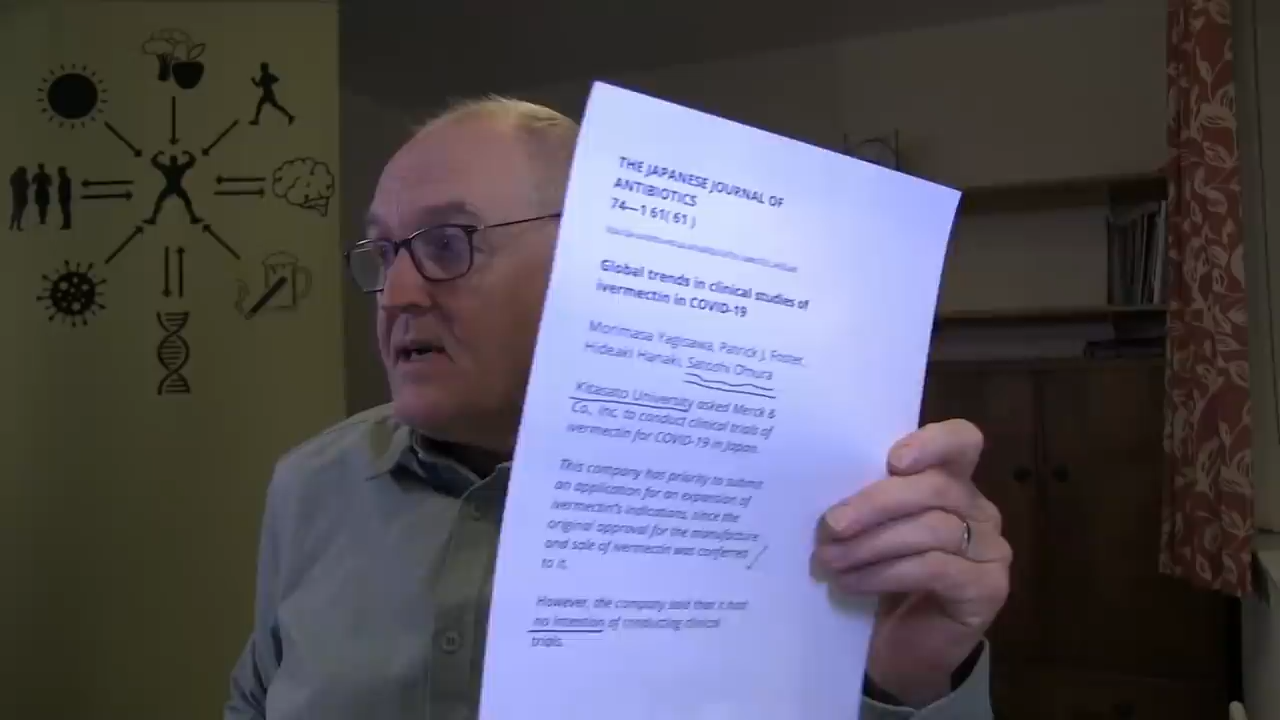 THE JAPANESE JOURNAL OF
ANTIBIOTICS
74—1 61( 61 )
Global trends in clinical studies of
ivermectin in COVID-19
Morimasa Yagisawa, Patrick J. Foster,
Hideaki Hanaki, Satoshi Ōmura
Kitasato University asked Merck &
Co., Inc. to conduct clinical trials of
ivermectin for COVID-19 in Japan.
This company has priority to submit
an application for an expansion of
ivermectin's indications, since the
original approval for the manufacture
and sale of ivermectin was conferred
to it.
However, the company said that it had
no intention of conducting clinical
trials.